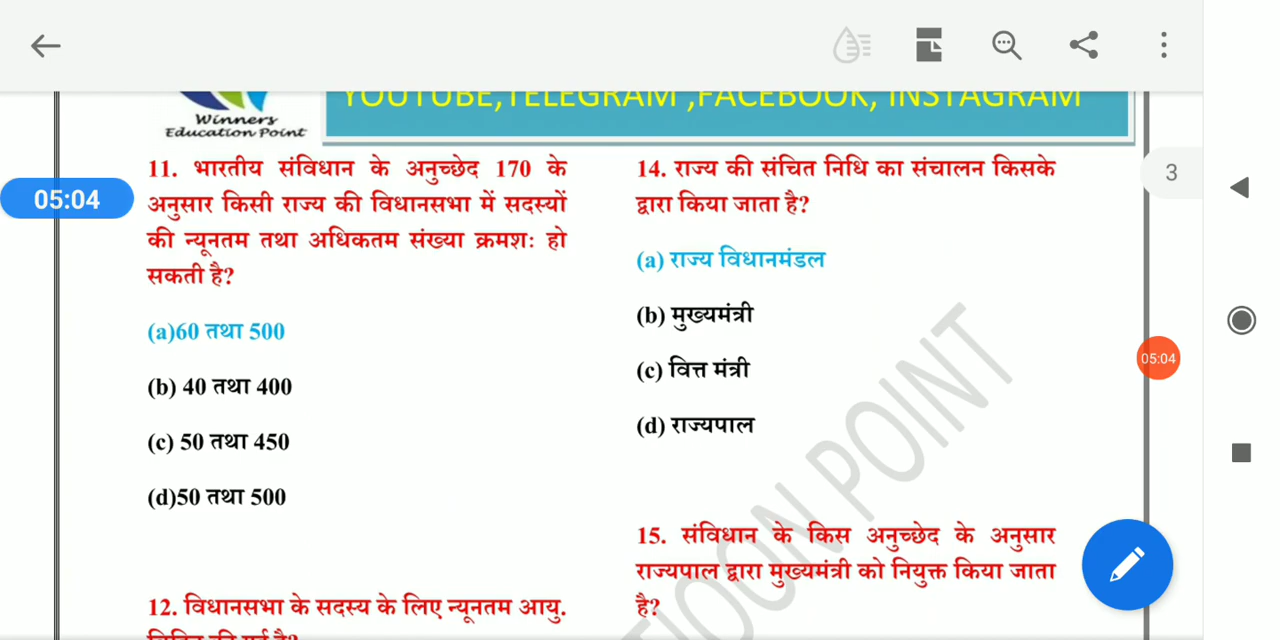 YOUTUBE,TELEGRAM ,FACEBOOK, INSTAGRAM
Winners
Education Point
3
05:04
11. भारतीय संविधान के अनुच्छेद 170 के
अनुसार किसी राज्य की विधानसभा में सदस्यों
की न्यूनतम तथा अधिकतम संख्या क्रमश: हो
सकती है?
(a)60 तथा 500
(b) 40 तथा 400
(c) 50 तथा 450
(d)50 तथा 500
12. विधानसभा के सदस्य के लिए न्यूनतम आयु.
14. राज्य की संचित निधि का संचालन किसके
द्वारा किया जाता है?
(a) राज्य विधानमंडल
(b) मुख्यमंत्री
(c) वित्त मंत्री
(d) राज्यपाल
15. संविधान के किस अनुच्छेद के अनुसार
राज्यपाल द्वारा मुख्यमंत्री को नियुक्त किया जाता
है?
05:04
TION POINT